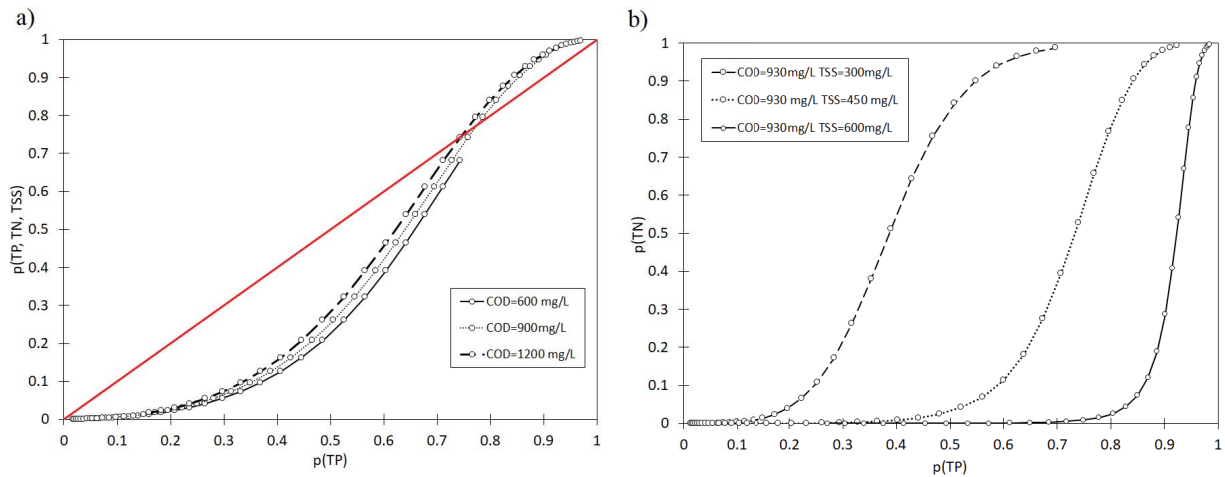 a)
1
0.9
0.8
0.7
0.6
0.5
0.4
0.3
0.2
0.1
0
p(TP, TN, TSS)
COD=600 mg/L
COD=900mg/L
COD=1200 mg/L
0 0.1 0.2 0.3 0.4 0.5 0.6 0.7 0.8 0.9 1
p(TP)
b)
1
0.9
0.8
0.7
0.6
0.5
0.4
0.3
0.2
0.1
0
p(TN)
COD=930mg/L TSS=300mg/L
COD=930 mg/L TSS=450 mg/L
COD=930mg/L TSS=600mg/L
0 0.1 0.2 0.3 0.4 0.5 0.6 0.7 0.8 0.9 1
p(TP)